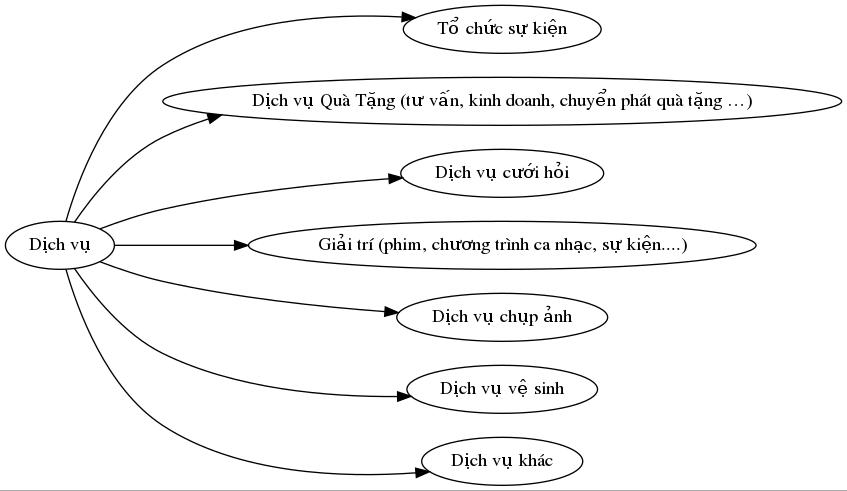 Tổ chức sự kiện
Dịch vụ Quà Tặng (tư vấn, kinh doanh, chuyển phát quà tặng …)
Dịch vụ cưới hỏi
Dịch vụ
Giải trí (phim, chương trình ca nhạc, sự kiện....)
Dịch vụ chụp ảnh
Dịch vụ vệ sinh
Dịch vụ khác